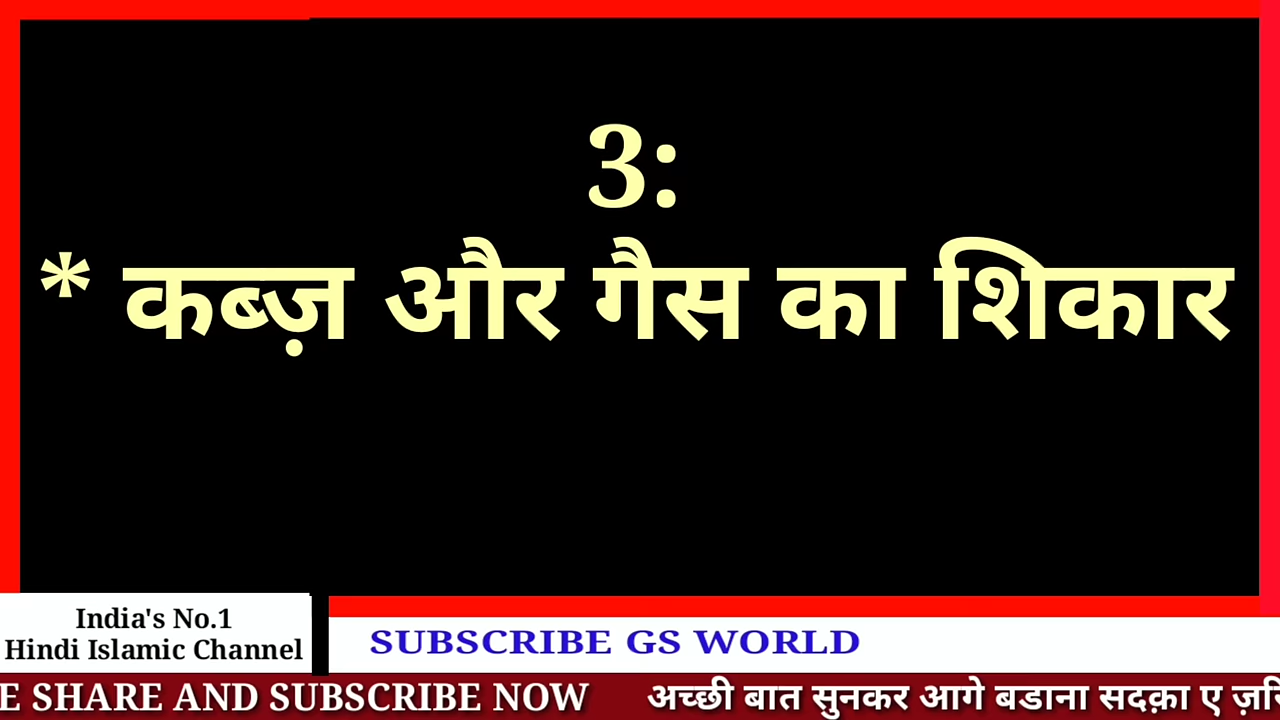 3:
* कब्ज़ और गैस का शिकार
India's No.1
Hindi Islamic Channel
SUBSCRIBE GS WORLD
E SHARE AND SUBSCRIBE NOW अच्छी बात सुनकर आगे बडाना सदक़ा ए